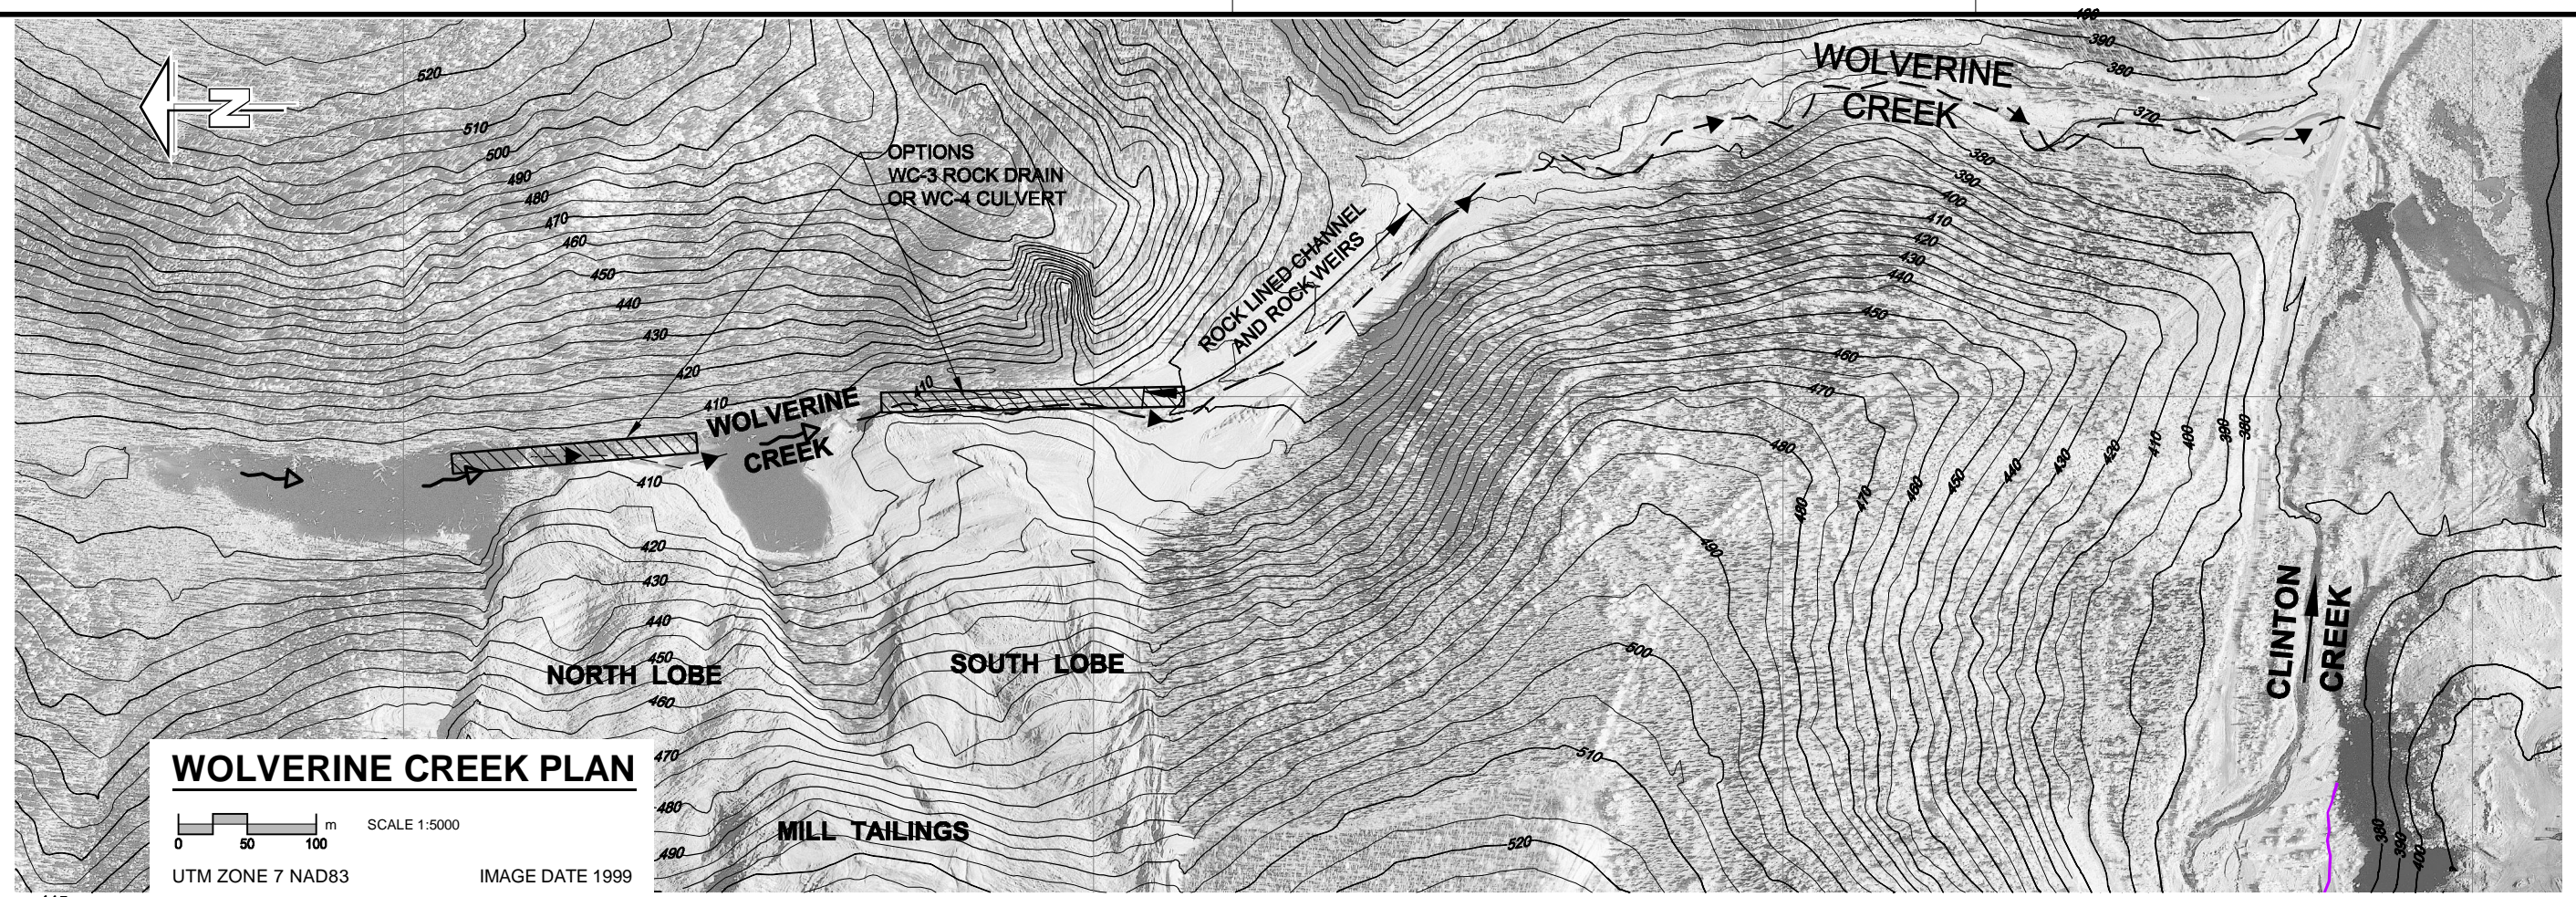 400
390
380
370
WOLVERINE
CREEK
N
520
510
500
490
480
470
460
450
440
430
420
410
OPTIONS
WC-3 ROCK DRAIN
OR WC-4 CULVERT
ROCK LINED CHANNEL
AND ROCK WEIRS
380
390
400
410
420
430
440
450
460
470
480
490
500
510
520
WOLVERINE
CREEK
410
410
420
430
440
450
460
470
480
490
NORTH LOBE
SOUTH LOBE
MILL TAILINGS
480
470
460
450
440
430
420
410
400
390
380
CLINTON
CREEK
380
390
400
WOLVERINE CREEK PLAN
m
SCALE 1:5000
0
50
100
UTM ZONE 7 NAD83
IMAGE DATE 1999